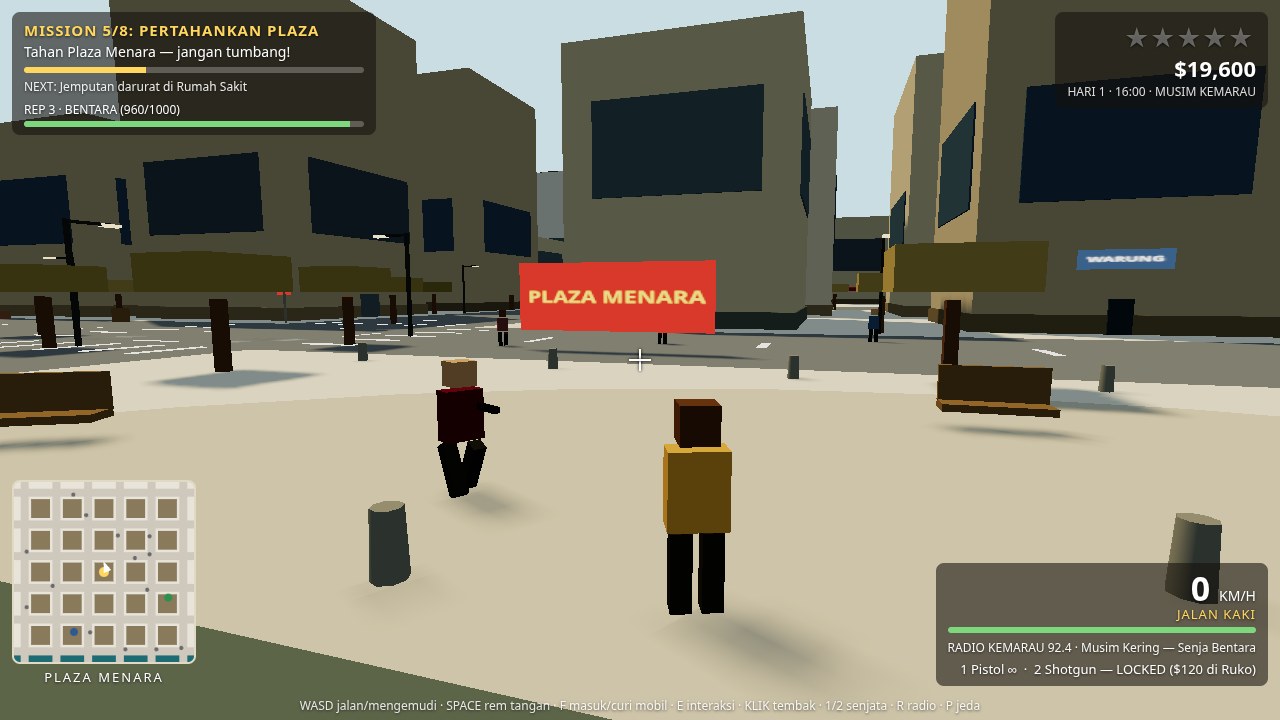 MISSION 5/8: PERTAHANKAN PLAZA
Tahan Plaza Menara — jangan tumbang!
NEXT: Jemputan darurat di Rumah Sakit
REP 3 · BENTARA (960/1000)
★★★★★
$19,600
HARI 1 · 16:00 · MUSIM KEMARAU
WARUNG
PLAZA MENARA
0 KM/H
JALAN KAKI
RADIO KEMARAU 92.4 · Musim Kering — Senja Bentara
1 Pistol ∞ · 2 Shotgun — LOCKED ($120 di Ruko)
PLAZA MENARA
WASD jalan/mengemudi · SPACE rem tangan · F masuk/curi mobil · E interaksi · KLIK tembak · 1/2 senjata · R radio · P jeda